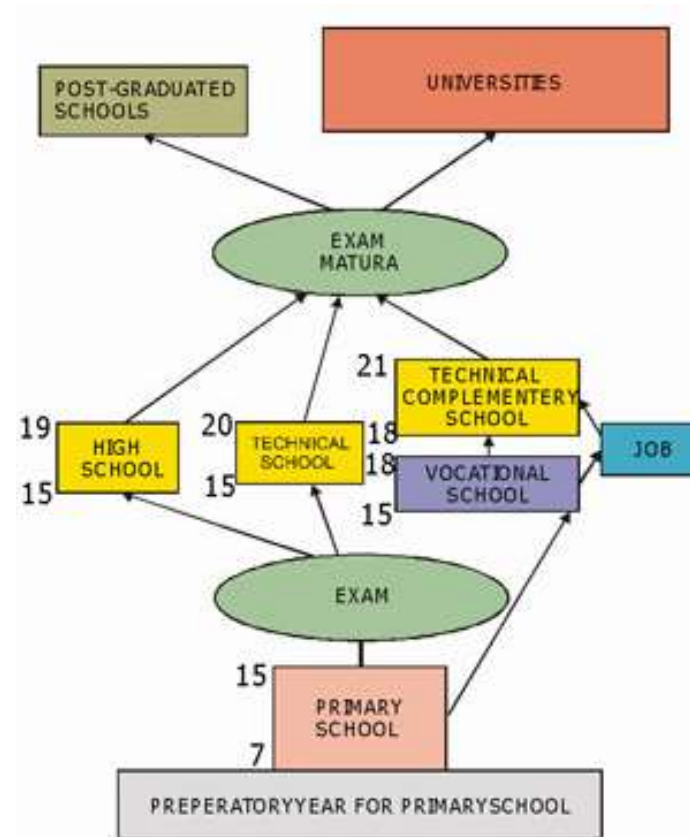 POST-GRADUATED
SCHOOLS
UNIVERSITIES
EXAM
MATURA
21
TECHNICAL
COMPLEMENTERY
SCHOOL
18
19
HIGH
SCHOOL
15
20
TECHNICAL
SCHOOL
15
18
VOCATIONAL
SCHOOL
15
JOB
EXAM
15
PRIMARY
SCHOOL
7
PREPERATORYYEAR FOR PRIMARYSCHOOL